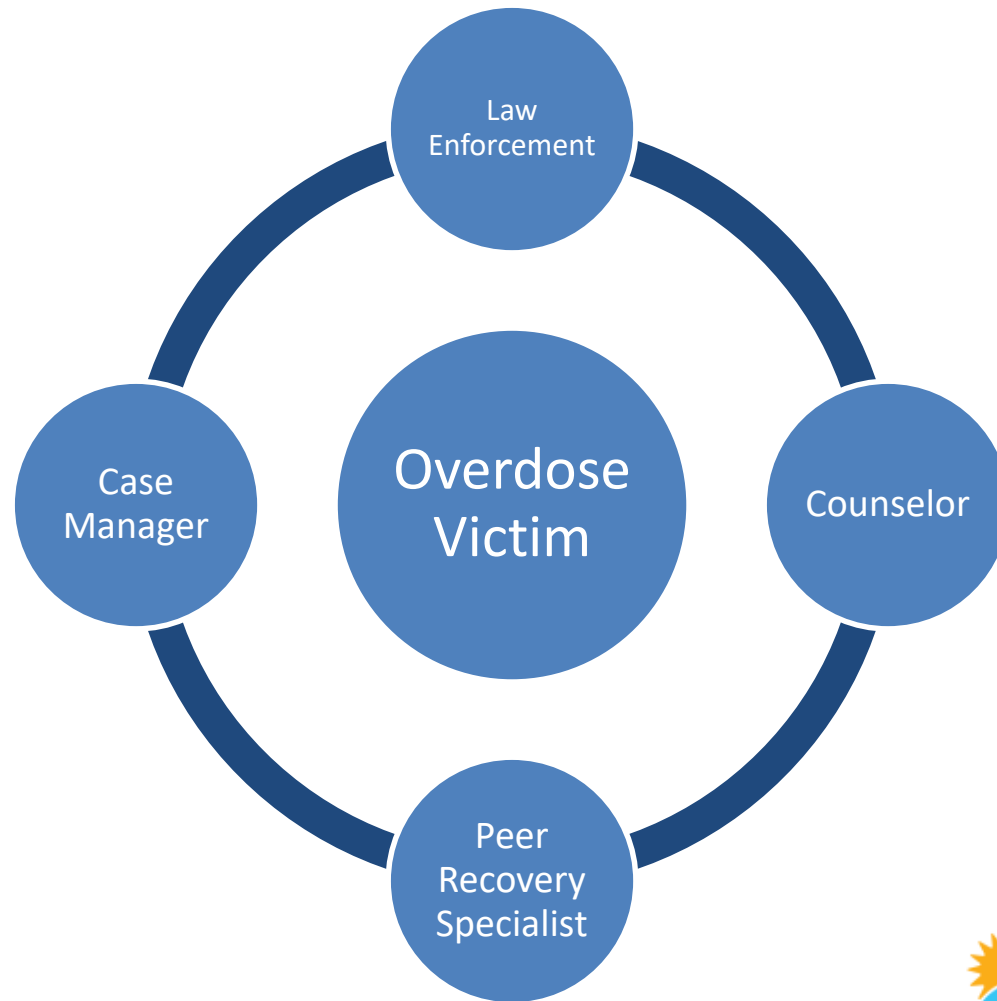 Law
Enforcement
Case
Manager
Overdose
Victim
Counselor
Peer
Recovery
Specialist